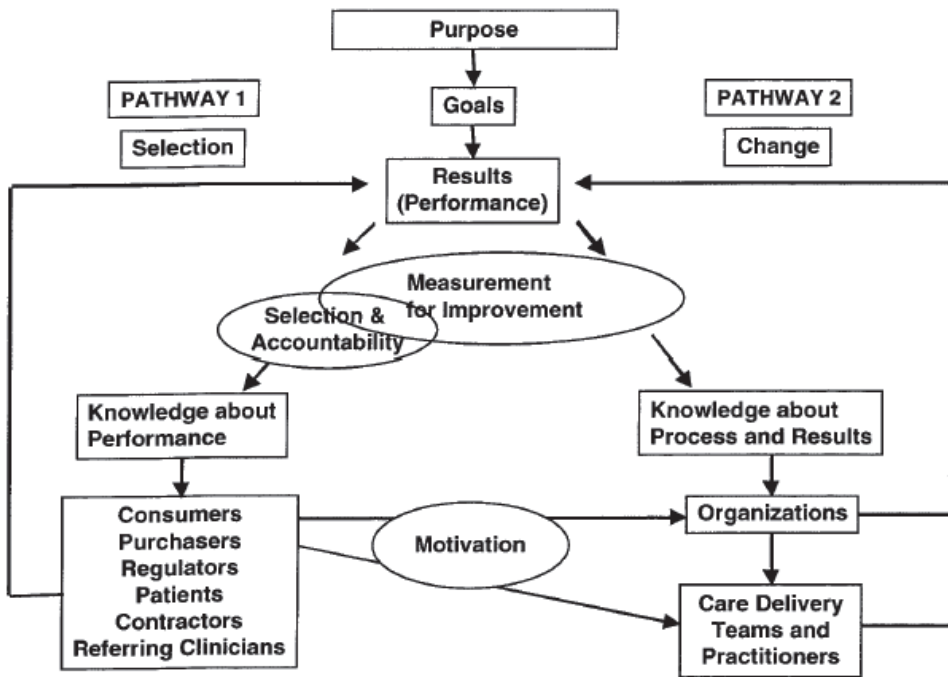 Purpose
PATHWAY 1
Goals
PATHWAY 2
Selection
Change
Results
(Performance)
Measurement
for Improvement
Selection &
Accountability
Knowledge about
Performance
Knowledge about
Process and Results
Consumers
Purchasers
Regulators
Patients
Contractors
Referring Clinicians
Motivation
Organizations
Care Delivery
Teams and
Practitioners